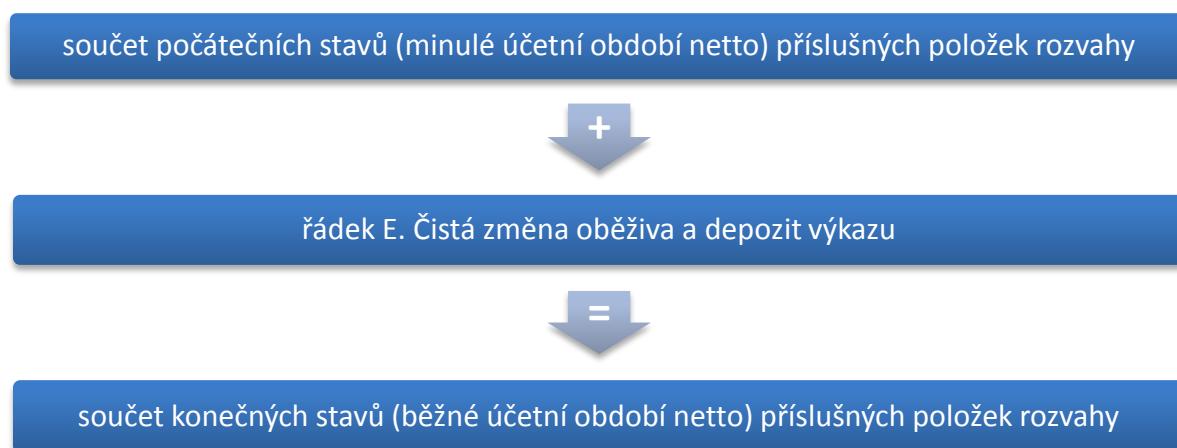 součet počátečních stavů (minulé účetní období netto) příslušných položek rozvahy
+
řádek E. Čistá změna oběživa a depozit výkazu
=
součet konečných stavů (běžné účetní období netto) příslušných položek rozvahy